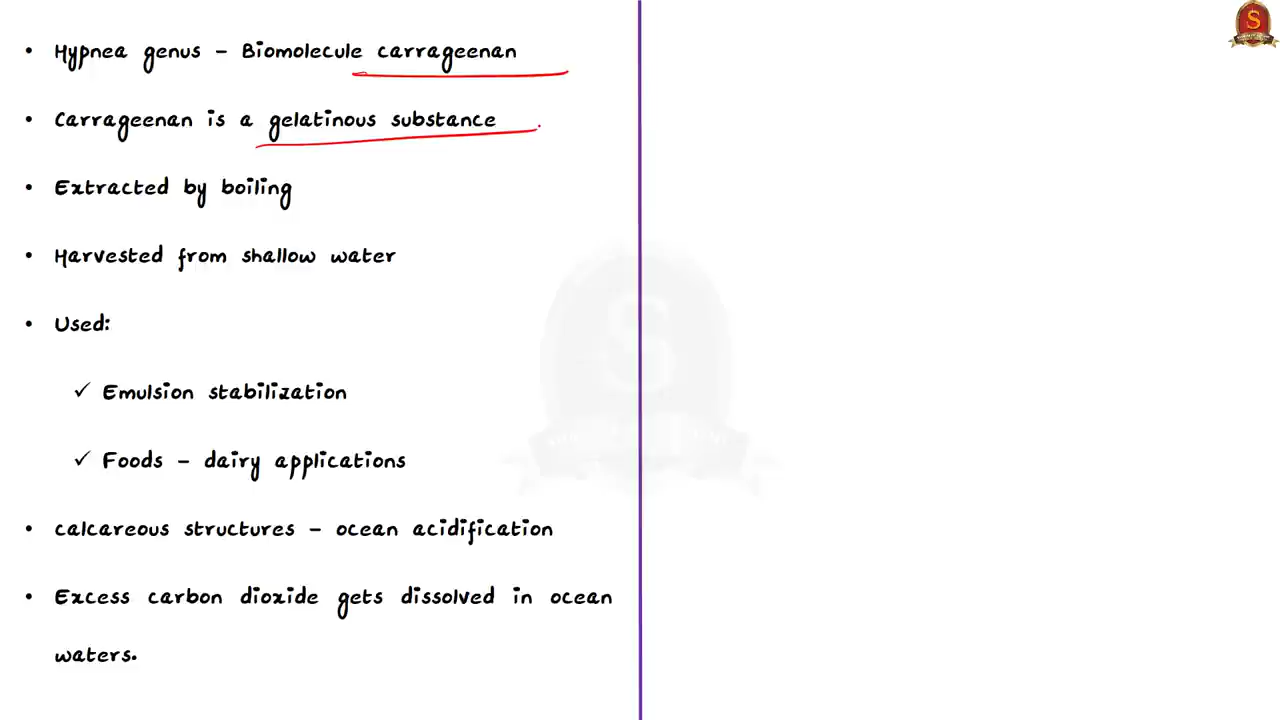 • Hypnea genus – Biomolecule carrageenan
• Carrageenan is a gelatinous substance
• Extracted by boiling
• Harvested from shallow water
• Used:
✓ Emulsion stabilization
✓ Foods – dairy applications
• calcareous structures – ocean acidification
• Excess carbon dioxide gets dissolved in ocean
waters.
S